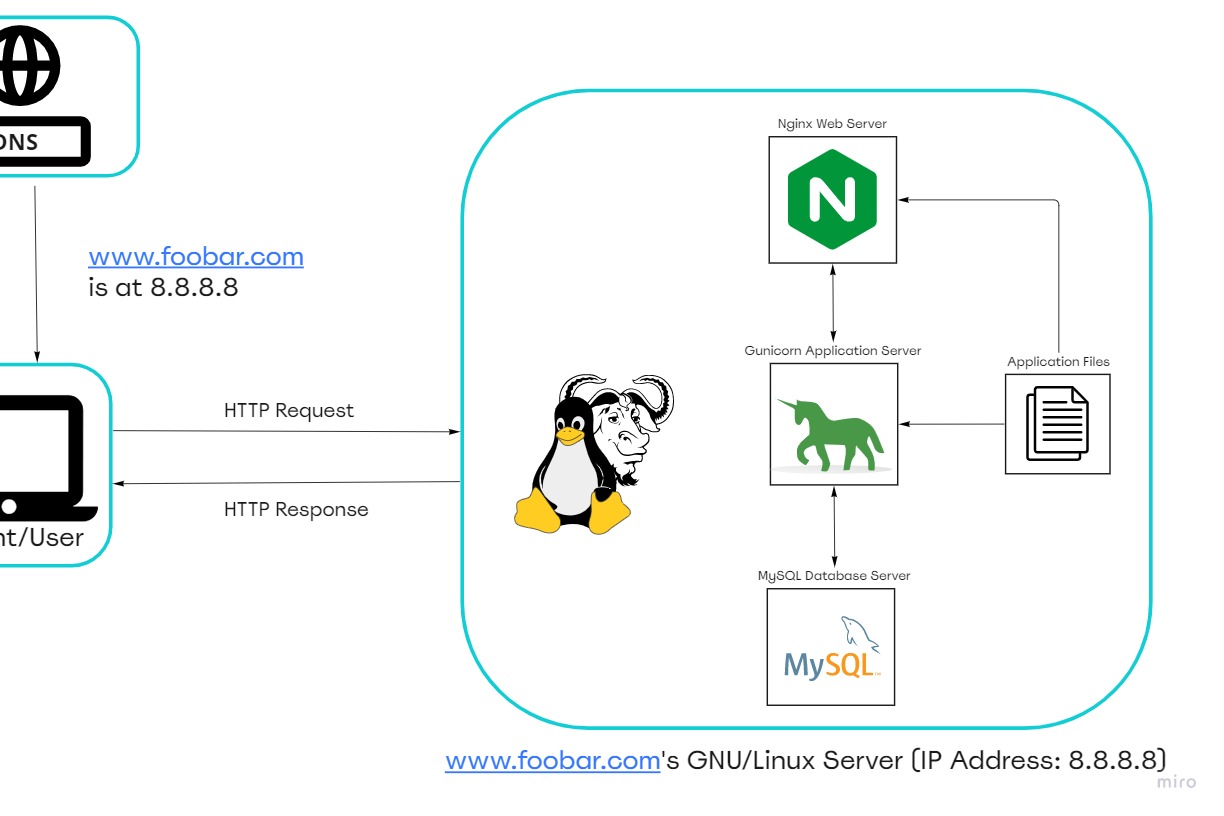 DNS
www.foobar.com
is at 8.8.8.8
HTTP Request
HTTP Response
nt/User
Nginx Web Server
N
Gunicorn Application Server
Application Files
MySQL Database Server
MySQL
www.foobar.com's GNU/Linux Server (IP Address: 8.8.8.8)
miro